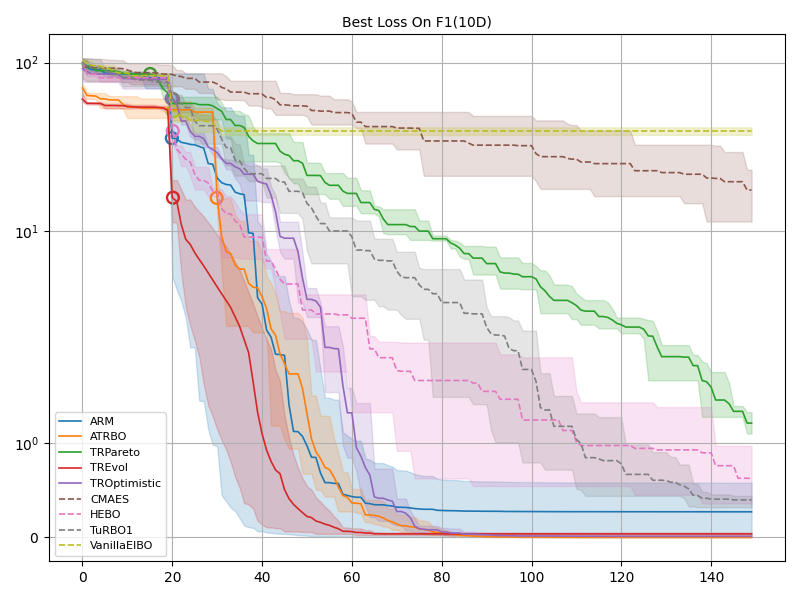 Best Loss On F1(10D)
10²
10¹
10⁰
0
ARM
ATRBO
TRPareto
TREvol
TROptimistic
CMAES
HEBO
TuRBO1
VanillaEIBO
0 20 40 60 80 100 120 140